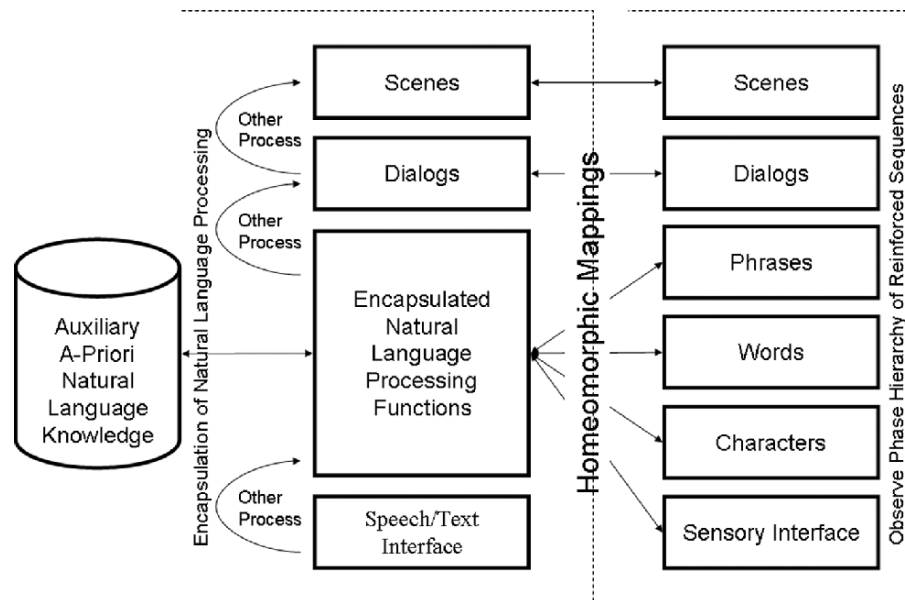 Auxiliary
A-Priori
Natural
Language
Knowledge
Encapsulation of Natural Language Processing
Scenes
Other
Process
Dialogs
Other
Process
Encapsulated
Natural
Language
Processing
Functions
Other
Process
Speech/Text
Interface
Homeomorphic Mappings
Scenes
Dialogs
Phrases
Words
Characters
Sensory Interface
Observe Phase Hierarchy of Reinforced Sequences